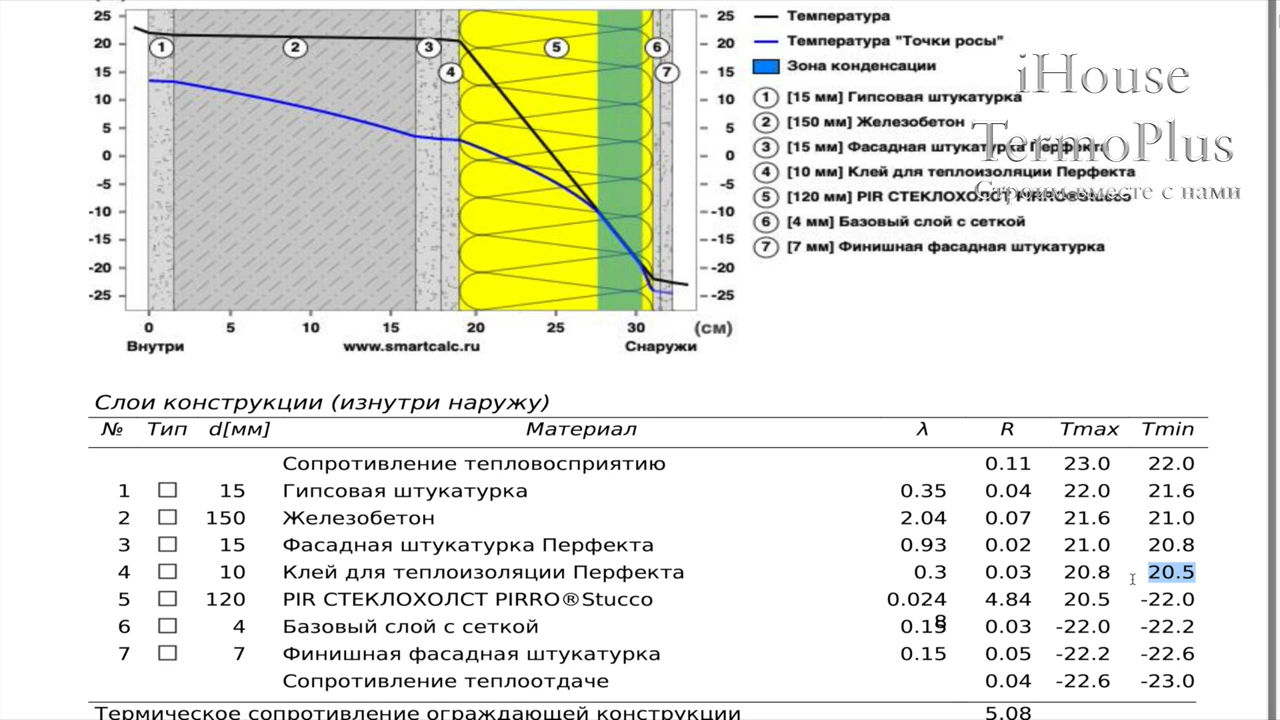 25 25
20 20
15 15
10 10
5 5
0 0
-5 -5
-10 -10
-15 -15
-20 -20
-25 -25
1 2 3 4 5 6 7
0 5 10 15 20 25 30 (см)
Внутри www.smartcalc.ru Снаружи
Температура
Температура "Точки росы"
Зона конденсации
1 [15 мм] Гипсовая штукатурка
2 [150 мм] Железобетон
3 [15 мм] Фасадная штукатурка Перфекта
4 [10 мм] Клей для теплоизоляции Перфекта
5 [120 мм] PIR СТЕКЛОХОЛСТ PIRRO®Stucco
6 [4 мм] Базовый слой с сеткой
7 [7 мм] Финишная фасадная штукатурка
iHouse
TermoPlus
Строим вместе с нами
Слои конструкции (изнутри наружу)
№ Тип d[мм] Материал λ R Tmax Tmin
Сопротивление тепловосприятию 0.11 23.0 22.0
1 15 Гипсовая штукатурка 0.35 0.04 22.0 21.6
2 150 Железобетон 2.04 0.07 21.6 21.0
3 15 Фасадная штукатурка Перфекта 0.93 0.02 21.0 20.8
4 10 Клей для теплоизоляции Перфекта 0.3 0.03 20.8 20.5
5 120 PIR СТЕКЛОХОЛСТ PIRRO®Stucco 0.024 4.84 20.5 -22.0
8
6 4 Базовый слой с сеткой 0.15 0.03 -22.0 -22.2
7 7 Финишная фасадная штукатурка 0.15 0.05 -22.2 -22.6
Сопротивление теплоотдаче 0.04 -22.6 -23.0
Термическое сопротивление ограждающей конструкции 5.08